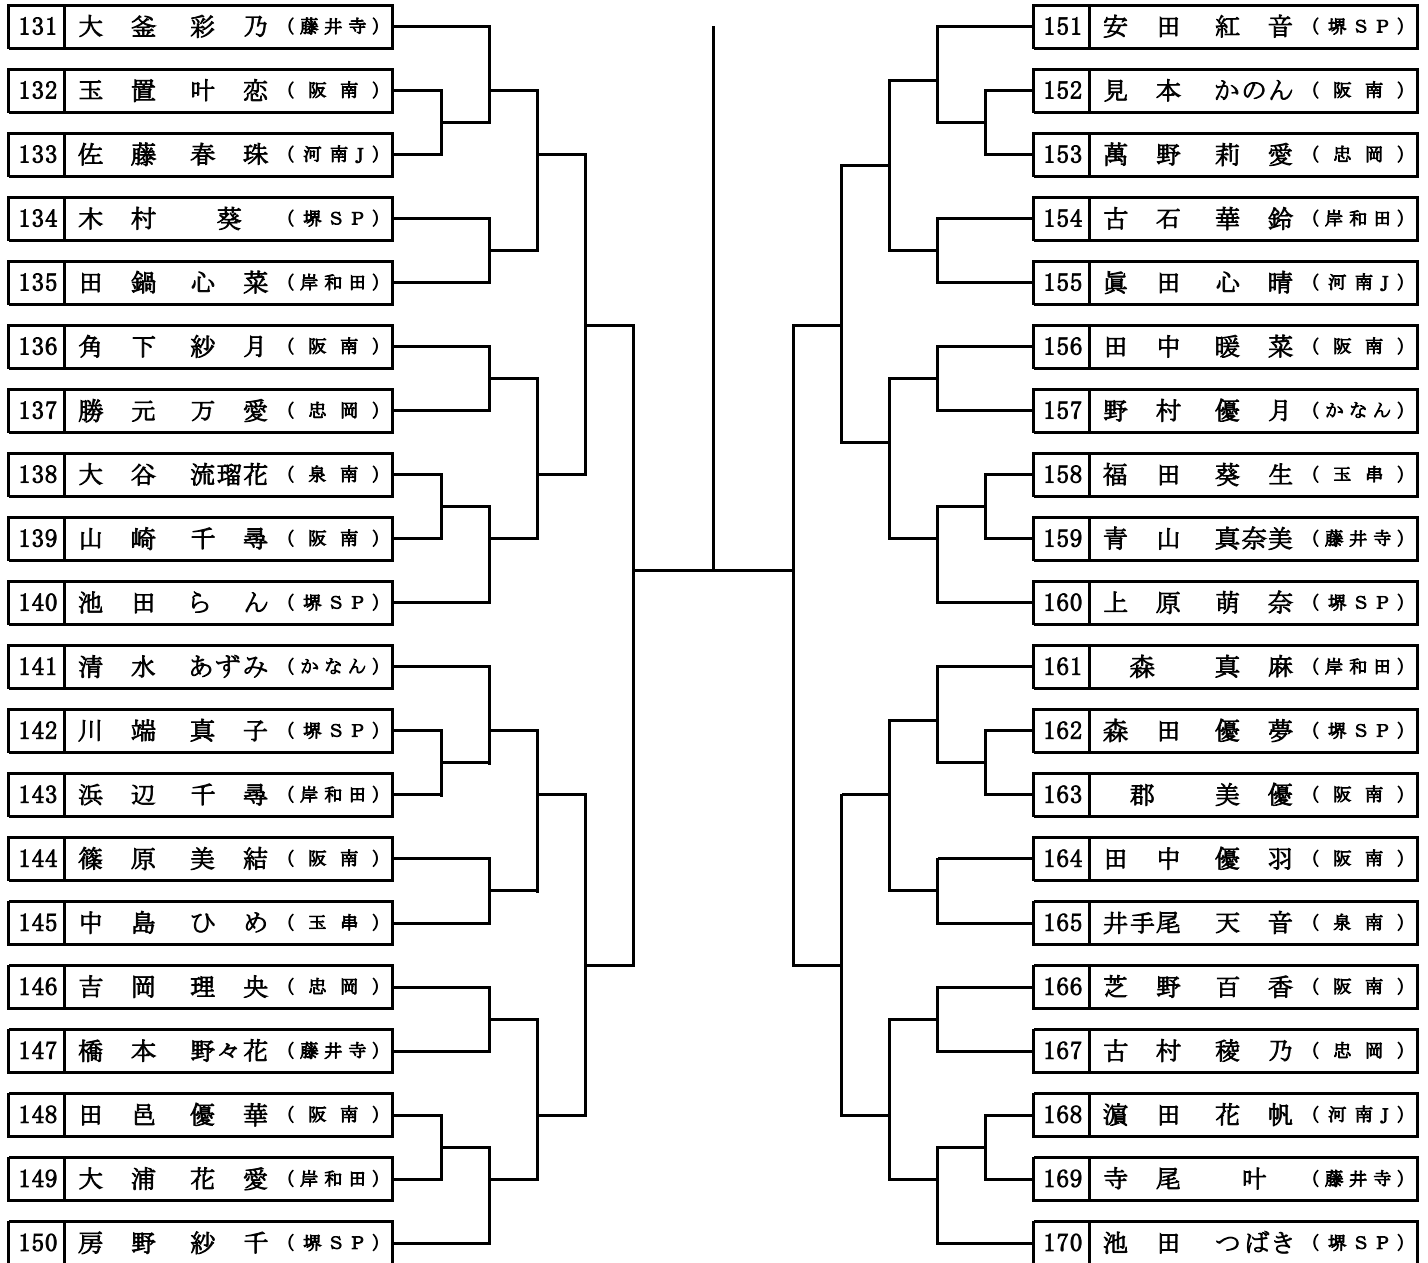 131 大釜 彩乃 (藤井寺)
132 玉置 叶恋 (阪南)
133 佐藤 春珠 (河南J)
134 木村 葵 (堺SP)
135 田鍋 心菜 (岸和田)
136 角下 紗月 (阪南)
137 勝元 万愛 (忠岡)
138 大谷 流瑠花 (泉南)
139 山崎 千尋 (阪南)
140 池田 らん (堺SP)
141 清水 あずみ (かなん)
142 川端 真子 (堺SP)
143 浜辺 千尋 (岸和田)
144 篠原 美結 (阪南)
145 中島 ひめ (玉串)
146 吉岡 理央 (忠岡)
147 橋本 野々花 (藤井寺)
148 田邑 優華 (阪南)
149 大浦 花愛 (岸和田)
150 房野 紗千 (堺SP)
151 安田 紅音 (堺SP)
152 見本 かのん (阪南)
153 萬野 莉愛 (忠岡)
154 古石 華鈴 (岸和田)
155 眞田 心晴 (河南J)
156 田中 暖菜 (阪南)
157 野村 優月 (かなん)
158 福田 葵生 (玉串)
159 青山 真奈美 (藤井寺)
160 上原 萌奈 (堺SP)
161 森 真麻 (岸和田)
162 森田 優夢 (堺SP)
163 郡 美優 (阪南)
164 田中 優羽 (阪南)
165 井手尾 天音 (泉南)
166 芝野 百香 (阪南)
167 古村 稜乃 (忠岡)
168 濵田 花帆 (河南J)
169 寺尾 叶 (藤井寺)
170 池田 つばき (堺SP)